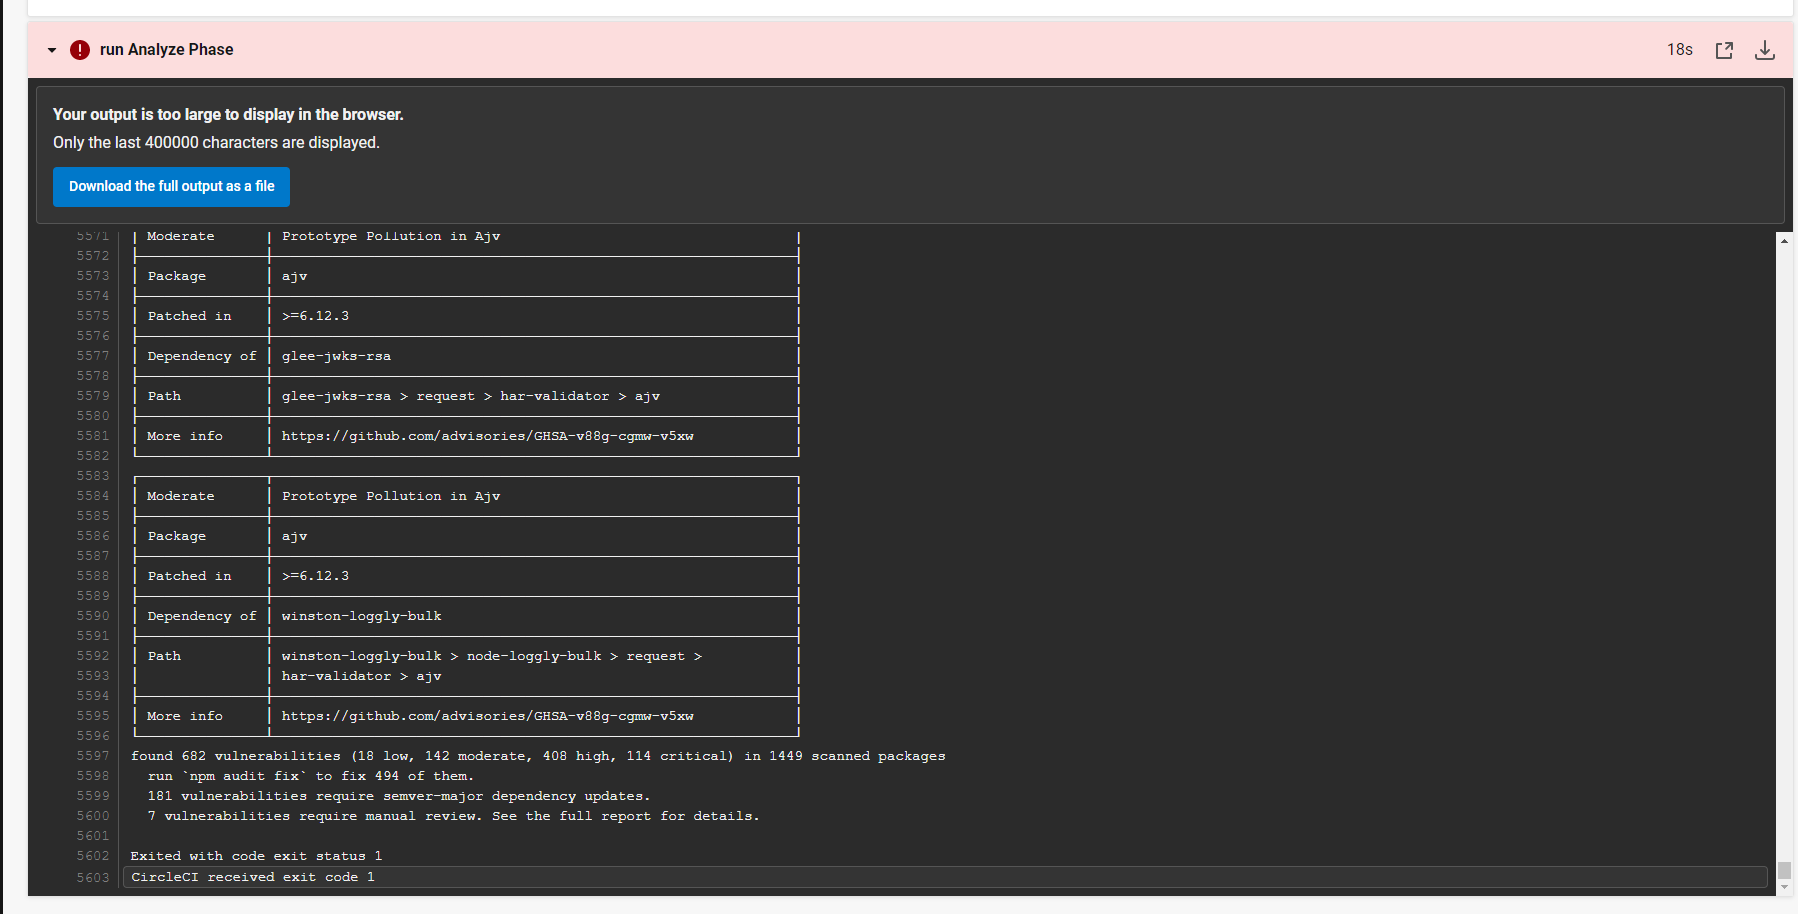 run Analyze Phase
18s
Your output is too large to display in the browser.
Only the last 400000 characters are displayed.
Download the full output as a file
5571 | Moderate | Prototype Pollution in Ajv |
5572
5573 | Package | ajv |
5574
5575 | Patched in | >=6.12.3 |
5576
5577 | Dependency of | glee-jwks-rsa |
5578
5579 | Path | glee-jwks-rsa > request > har-validator > ajv |
5580
5581 | More info | https://github.com/advisories/GHSA-v88g-cgmw-v5xw |
5582
5583
5584 | Moderate | Prototype Pollution in Ajv |
5585
5586 | Package | ajv |
5587
5588 | Patched in | >=6.12.3 |
5589
5590 | Dependency of | winston-loggly-bulk |
5591
5592 | Path | winston-loggly-bulk > node-loggly-bulk > request > |
5593 | | har-validator > ajv |
5594
5595 | More info | https://github.com/advisories/GHSA-v88g-cgmw-v5xw |
5596
5597 found 682 vulnerabilities (18 low, 142 moderate, 408 high, 114 critical) in 1449 scanned packages
5598 run `npm audit fix` to fix 494 of them.
5599 181 vulnerabilities require semver-major dependency updates.
5600 7 vulnerabilities require manual review. See the full report for details.
5601
5602 Exited with code exit status 1
5603 CircleCI received exit code 1